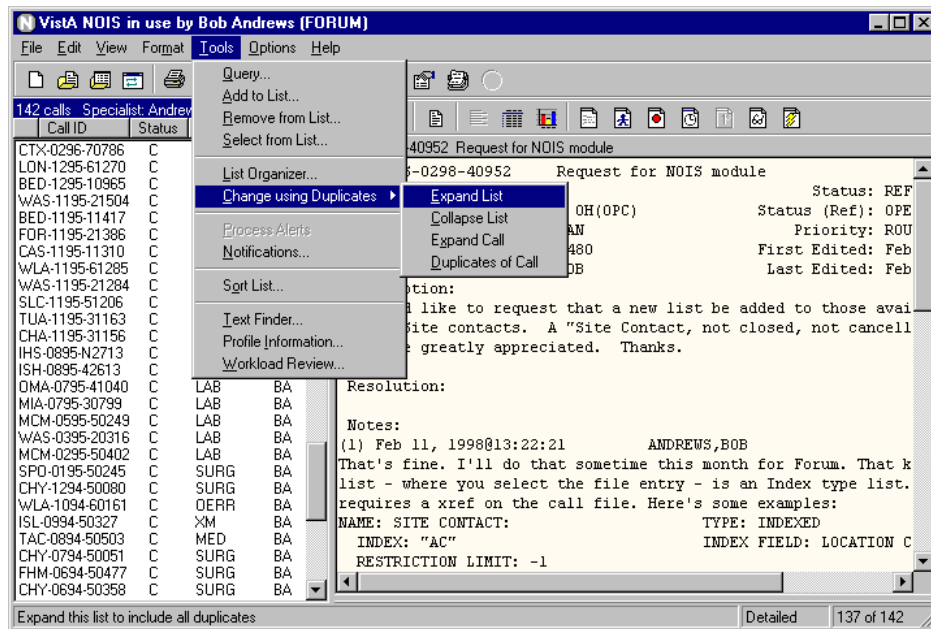 VistA NOIS in use by Bob Andrews (FORUM)
File Edit View Format Tools Options Help
142 calls Specialist: Andrew
Call ID Status
CTX-0296-70786 C
LON-1295-61270 C
BED-1295-10965 C
WAS-1195-21504 C
BED-1195-11417 C
FOR-1195-21386 C
CAS-1195-11310 C
WLA-1195-61285 C
WAS-1195-21284 C
SLC-1195-51206 C
TUA-1195-31163 C
CHA-1195-31156 C
IHS-0895-N2713 C
ISH-0895-42613 C
OMA-0795-41040 C LAB BA
MIA-0795-30799 C LAB BA
MCM-0595-50249 C LAB BA
WAS-0395-20316 C LAB BA
MCM-0295-50402 C LAB BA
SPO-0195-50245 C SURG BA
CHY-1294-50080 C SURG BA
WLA-1094-60161 C OERR BA
ISL-0994-50327 C XM BA
TAC-0894-50503 C MED BA
CHY-0794-50051 C SURG BA
FHM-0694-50477 C SURG BA
CHY-0694-50358 C SURG BA
Query...
Add to List...
Remove from List...
Select from List...
List Organizer...
Change using Duplicates
Process Alerts
Notifications...
Sort List...
Text Finder...
Profile Information...
Workload Review...
Expand List
Collapse List
Expand Call
Duplicates of Call
-40952 Request for NOIS module
-0298-40952 Request for NOIS module
Status: REF
OH(OPC) Status (Ref): OPE
AN Priority: ROU
480 First Edited: Feb
OB Last Edited: Feb
ption:
like to request that a new list be added to those avai
ite contacts. A "Site Contact, not closed, not cancell
greatly appreciated. Thanks.
Resolution:
Notes:
(1) Feb 11, 1998@13:22:21 ANDREWS,BOB
That's fine. I'll do that sometime this month for Forum. That k
list - where you select the file entry - is an Index type list.
requires a xref on the call file. Here's some examples:
NAME: SITE CONTACT: TYPE: INDEXED
INDEX: "AC" INDEX FIELD: LOCATION C
RESTRICTION LIMIT: -1
Expand this list to include all duplicates Detailed 137 of 142